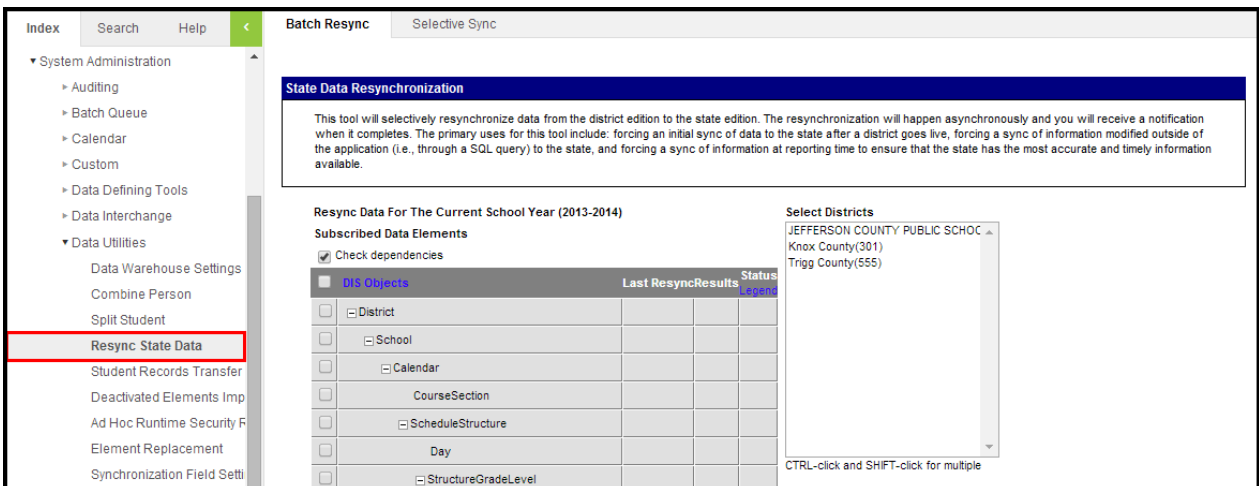 Index Search Help
System Administration
Auditing
Batch Queue
Calendar
Custom
Data Defining Tools
Data Interchange
Data Utilities
Data Warehouse Settings
Combine Person
Split Student
Resync State Data
Student Records Transfer
Deactivated Elements Imp
Ad Hoc Runtime Security R
Element Replacement
Synchronization Field Setti
Batch Resync Selective Sync
State Data Resynchronization
This tool will selectively resynchronize data from the district edition to the state edition. The resynchronization will happen asynchronously and you will receive a notification
when it completes. The primary uses for this tool include: forcing an initial sync of data to the state after a district goes live, forcing a sync of information modified outside of
the application (i.e., through a SQL query) to the state, and forcing a sync of information at reporting time to ensure that the state has the most accurate and timely information
available.
Resync Data For The Current School Year (2013-2014)
Subscribed Data Elements
Check dependencies
DIS Objects Last Resync Results Status
Legend
District
School
Calendar
CourseSection
ScheduleStructure
Day
StructureGradeLevel
Select Districts
JEFFERSON COUNTY PUBLIC SCHOC
Knox County(301)
Trigg County(555)
CTRL-click and SHIFT-click for multiple